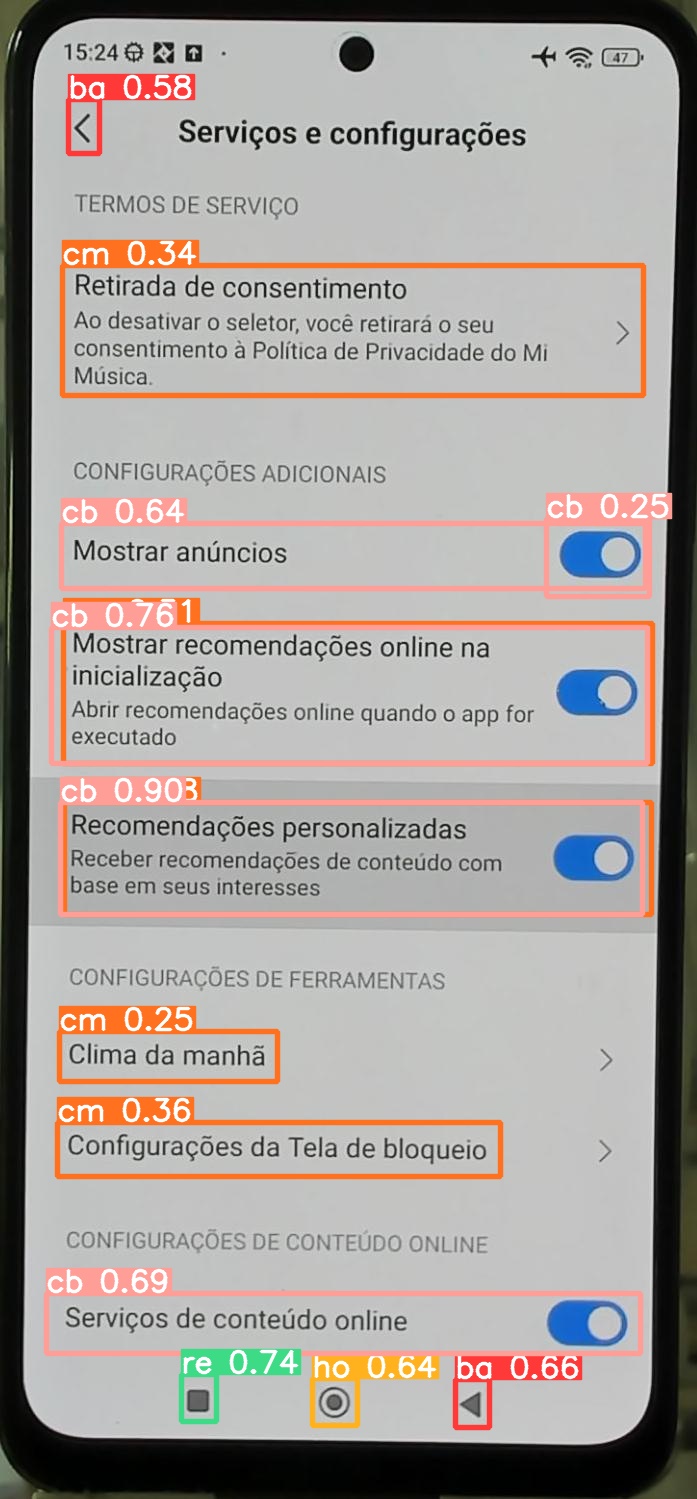 15:24
47
ba 0.58
Serviços e configurações
TERMOS DE SERVIÇO
cm 0.34
Retirada de consentimento
Ao desativar o seletor, você retirará o seu
consentimento à Política de Privacidade do Mi
Música.
CONFIGURAÇÕES ADICIONAIS
cb 0.64
cb 0.25
Mostrar anúncios
cb 0.76
Mostrar recomendações online na
inicialização
Abrir recomendações online quando o app for
executado
cb 0.90
Recomendações personalizadas
Receber recomendações de conteúdo com
base em seus interesses
CONFIGURAÇÕES DE FERRAMENTAS
cm 0.25
Clima da manhã
cm 0.36
Configurações da Tela de bloqueio
CONFIGURAÇÕES DE CONTEÚDO ONLINE
cb 0.69
Serviços de conteúdo online
re 0.74 ho 0.64 ba 0.66